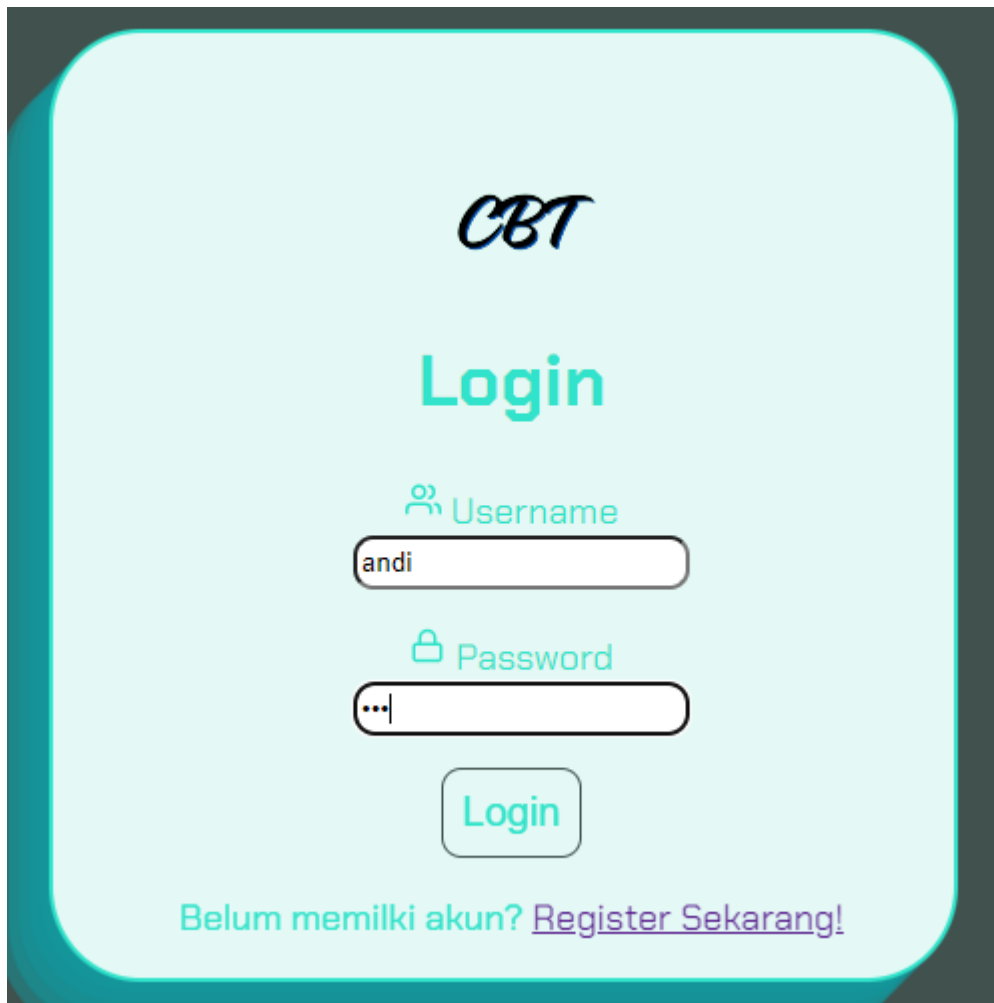 CBT
Login
Username
andi
Password
•••
Login
Belum memilki akun? Register Sekarang!